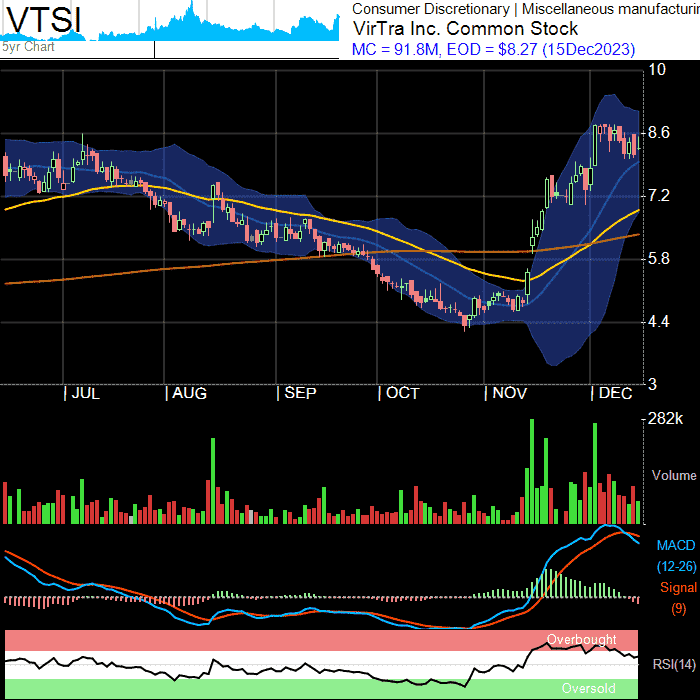 VTSI
5yr Chart
Consumer Discretionary | Miscellaneous manufacturin
VirTra Inc. Common Stock
MC = 91.8M, EOD = $8.27 (15Dec2023)
10
8.6
7.2
5.8
4.4
3
| JUL | AUG | SEP | OCT | NOV | DEC
282k
Volume
MACD
(12-26)
Signal
(9)
Overbought
RSI(14)
Oversold